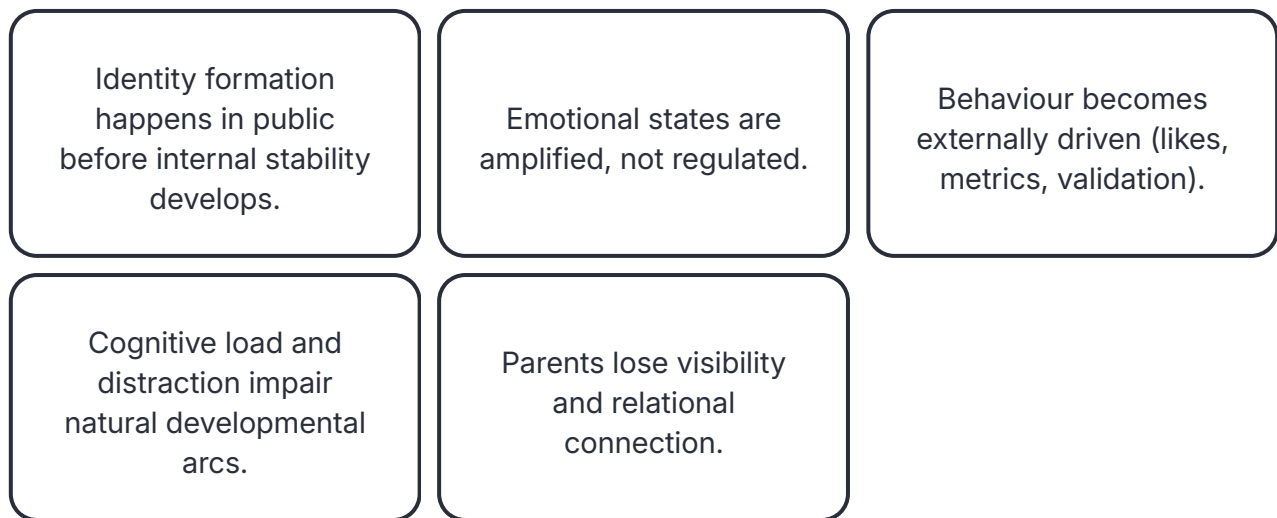 Identity formation
happens in public
before internal stability
develops.
Emotional states are
amplified, not regulated.
Behaviour becomes
externally driven (likes,
metrics, validation).
Cognitive load and
distraction impair
natural developmental
arcs.
Parents lose visibility
and relational
connection.